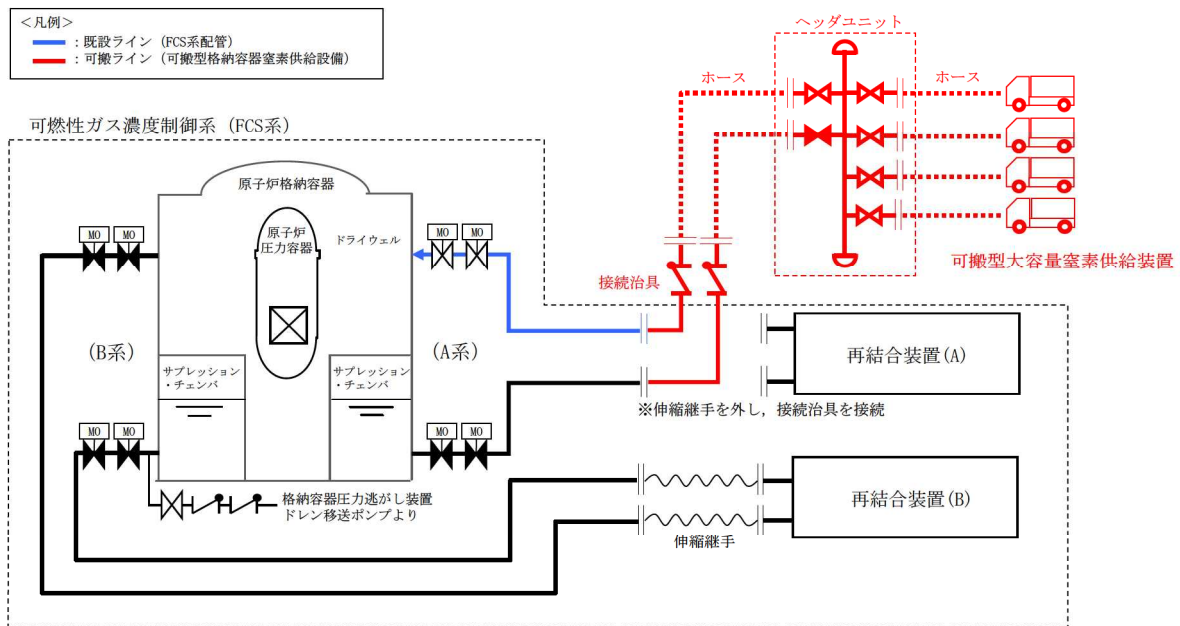 ＜凡例＞
：既設ライン（FCS系配管）
：可搬ライン（可搬型格納容器窒素供給設備）
ヘッダユニット
ホース
ホース
可燃性ガス濃度制御系（FCS系）
原子炉格納容器
原子炉
圧力容器
ドライウェル
MO
MO
MO
MO
接続治具
可搬型大容量窒素供給装置
(B系)
(A系)
サプレッション
・チェンバ
サプレッション
・チェンバ
再結合装置(A)
※伸縮継手を外し，接続治具を接続
MO
MO
MO
MO
格納容器圧力逃がし装置
ドレン移送ポンプより
再結合装置(B)
伸縮継手